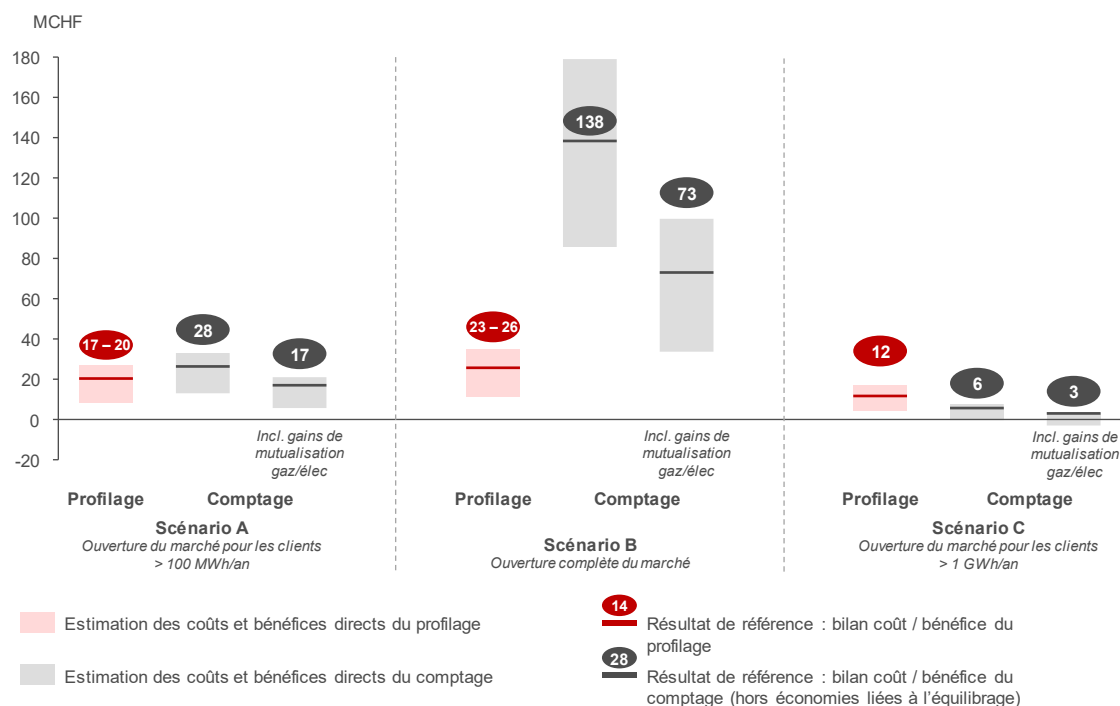 MCHF
180
160
140
120
100
80
60
40
20
0
-20
17 – 20
28
17
23 – 26
138
73
12
6
3
Incl. gains de
mutualisation
gaz/élec
Incl. gains de
mutualisation
gaz/élec
Incl. gains de
mutualisation
gaz/élec
Profilage
Comptage
Profilage
Comptage
Profilage
Comptage
Scénario A
Ouverture du marché pour les clients
> 100 MWh/an
Scénario B
Ouverture complète du marché
Scénario C
Ouverture du marché pour les clients
> 1 GWh/an
Estimation des coûts et bénéfices directs du profilage
Estimation des coûts et bénéfices directs du comptage
14
Résultat de référence : bilan coût / bénéfice du
profilage
28
Résultat de référence : bilan coût / bénéfice du
comptage (hors économies liées à l'équilibrage)